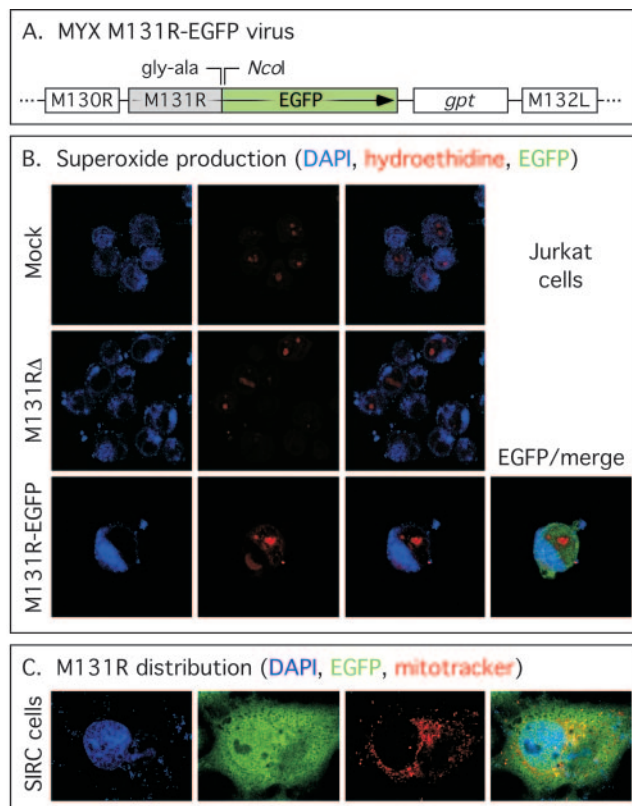 A. MYX M131R-EGFP virus
gly-ala NcoI
... M130R M131R EGFP gpt M132L ...
B. Superoxide production (DAPI, hydroethidine, EGFP)
Mock
Jurkat
cells
M131RΔ
EGFP/merge
M131R-EGFP
C. M131R distribution (DAPI, EGFP, mitotracker)
SIRC cells